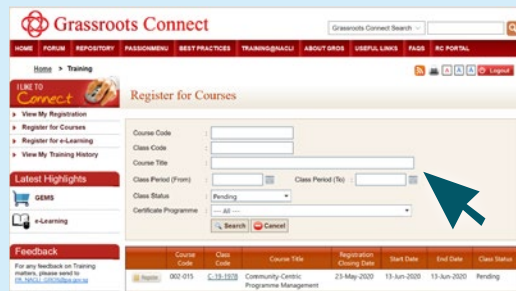 Grassroots Connect
Grassroots Connect Search
HOME FORUM REPOSITORY PASSIONMENU BEST PRACTICES TRAINING@NACLI ABOUT GROS USEFUL LINKS FAQS RC PORTAL
Home > Training
A A A Logout
I LIKE TO
Connect
View My Registration
Register for Courses
Register for e-Learning
View My Training History
Latest Highlights
GEMS
e-Learning
Feedback
For any feedback on Training
matters, please send to
Register for Courses
Course Code :
Class Code :
Course Title :
Class Period (From) : Class Period (To) :
Class Status : Pending
Certificate Programme : --- All ---
Search Cancel
Course Code Class Code Course Title Registration Closing Date Start Date End Date Class Status
Register 002-015 C-19-1978 Community-Centric Programme Management 23-May-2020 13-Jun-2020 13-Jun-2020 Pending